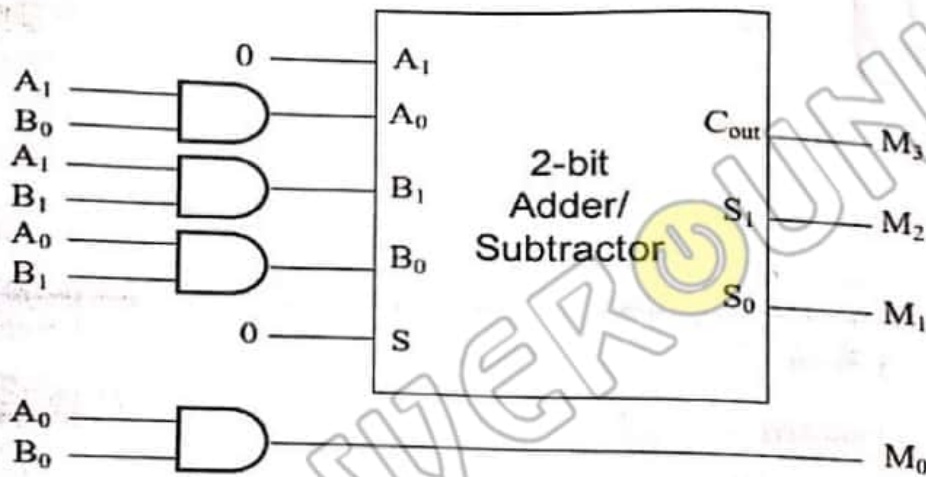 0
A₁
B₀
A₁
B₁
A₀
B₁
0
A₀
B₀
A₁
A₀
B₁
B₀
S
2-bit
Adder/
Subtractor
C_out
S₁
S₀
M₃
M₂
M₁
M₀